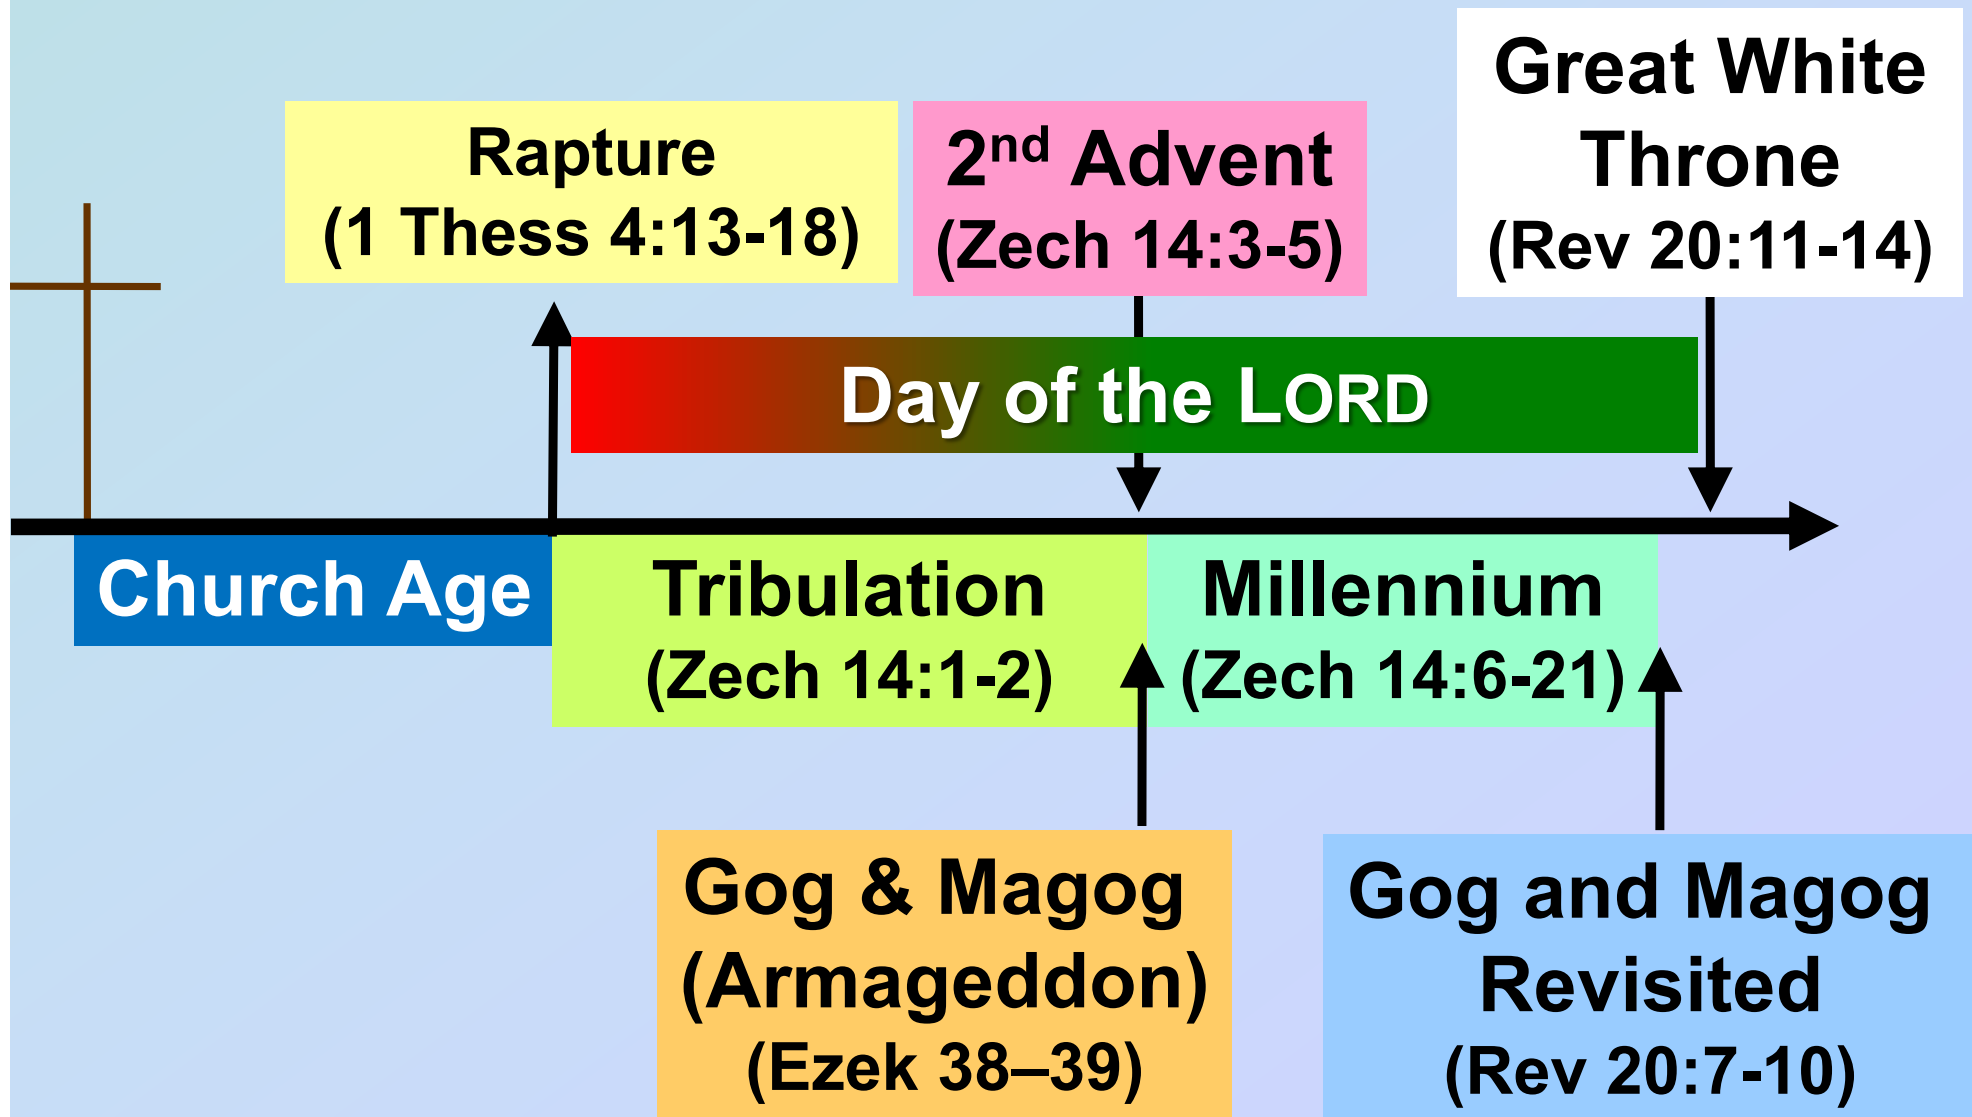 Great White
Throne
(Rev 20:11-14)
Rapture
(1 Thess 4:13-18)
2nd Advent
(Zech 14:3-5)
Day of the LORD
Church Age
Tribulation
(Zech 14:1-2)
Millennium
(Zech 14:6-21)
Gog & Magog
(Armageddon)
(Ezek 38–39)
Gog and Magog
Revisited
(Rev 20:7-10)